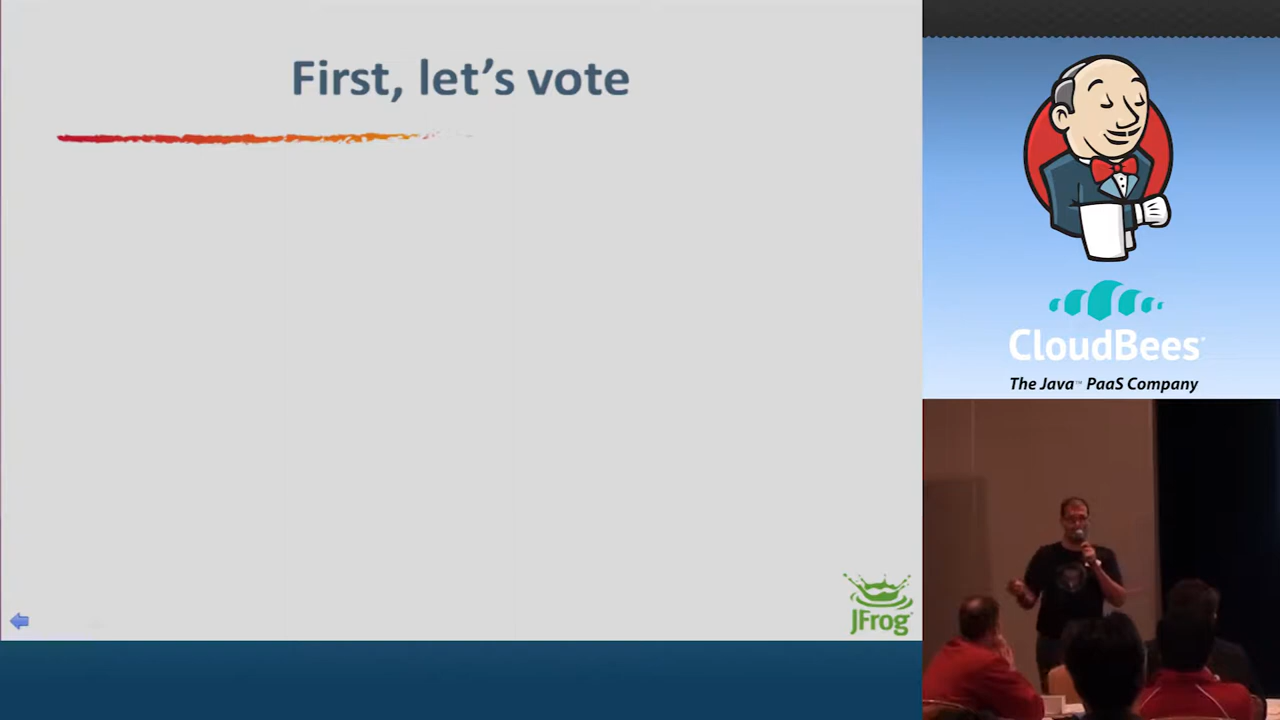 First, let's vote
JFrog
CloudBees
The Java™ PaaS Company